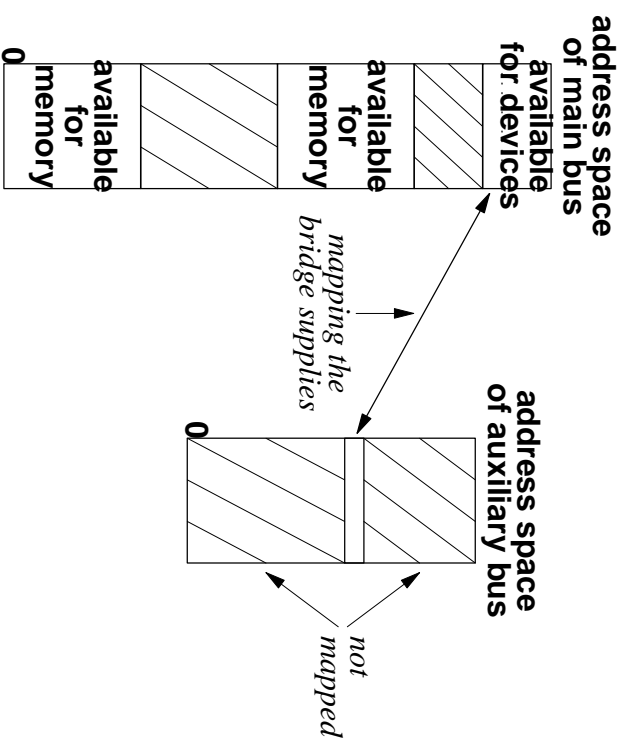 address space
of main bus
available
for devices
available
for
memory
available
for
memory
0
mapping the
bridge supplies
address space
of auxiliary bus
0
not
mapped